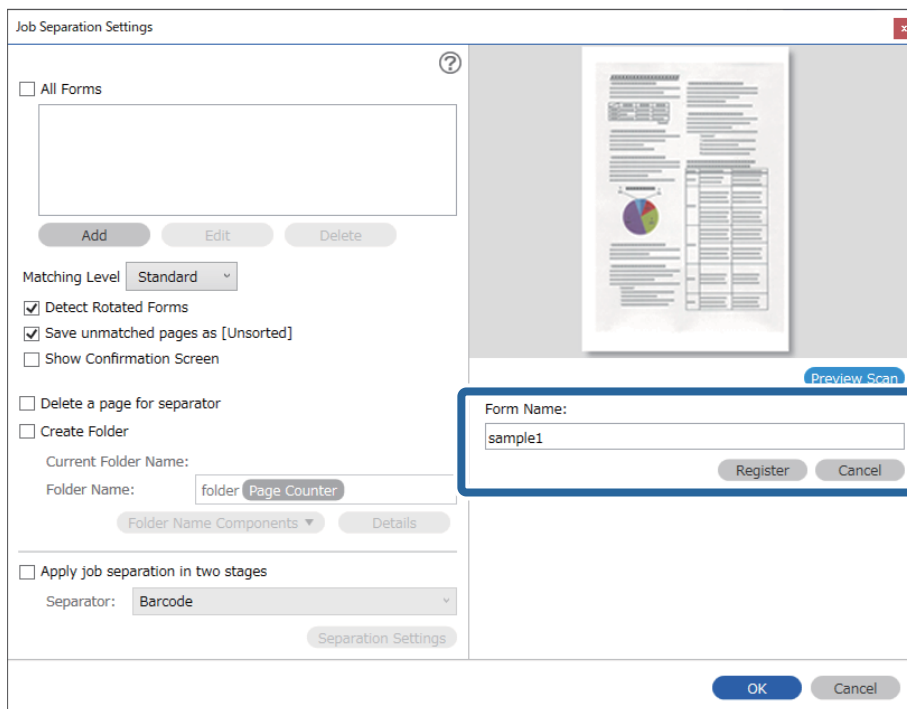 Job Separation Settings
x
?
All Forms
Add Edit Delete
Matching Level Standard
Detect Rotated Forms
Save unmatched pages as [Unsorted]
Show Confirmation Screen
Delete a page for separator
Create Folder
Current Folder Name:
Folder Name: folder Page Counter
Folder Name Components ▼ Details
Apply job separation in two stages
Separator: Barcode
Separation Settings
Preview Scan
Form Name:
sample1
Register Cancel
OK Cancel